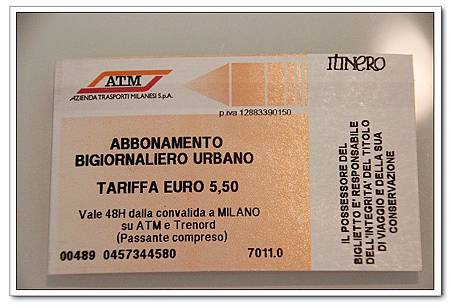 ATM
AZIENDA TRASPORTI MILANESI S.p.A.
p.iva 12883390150
ABBONAMENTO
BIGIORNALIERO URBANO
TARIFFA EURO 5,50
Vale 48H dalla convalida a MILANO
su ATM e Trenord
(Passante compreso)
00489 0457344580 7011.0
ITINERO
IL POSSESSORE DEL
BIGLIETTO E' RESPONSABILE
DELL'INTEGRITA' DEL TITOLO
DI VIAGGIO E DELLA SUA
CONSERVAZIONE